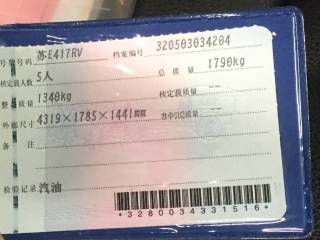 号牌号码 苏E417RV 档案编号 320503034204
核定载人数 5人 总质量 1790kg
整备质量 1340kg 核定载质量 --
外廓尺寸 4319×1785×1441mm 准牵引总质量 --
备注
检验记录 汽油
*3280034331516*